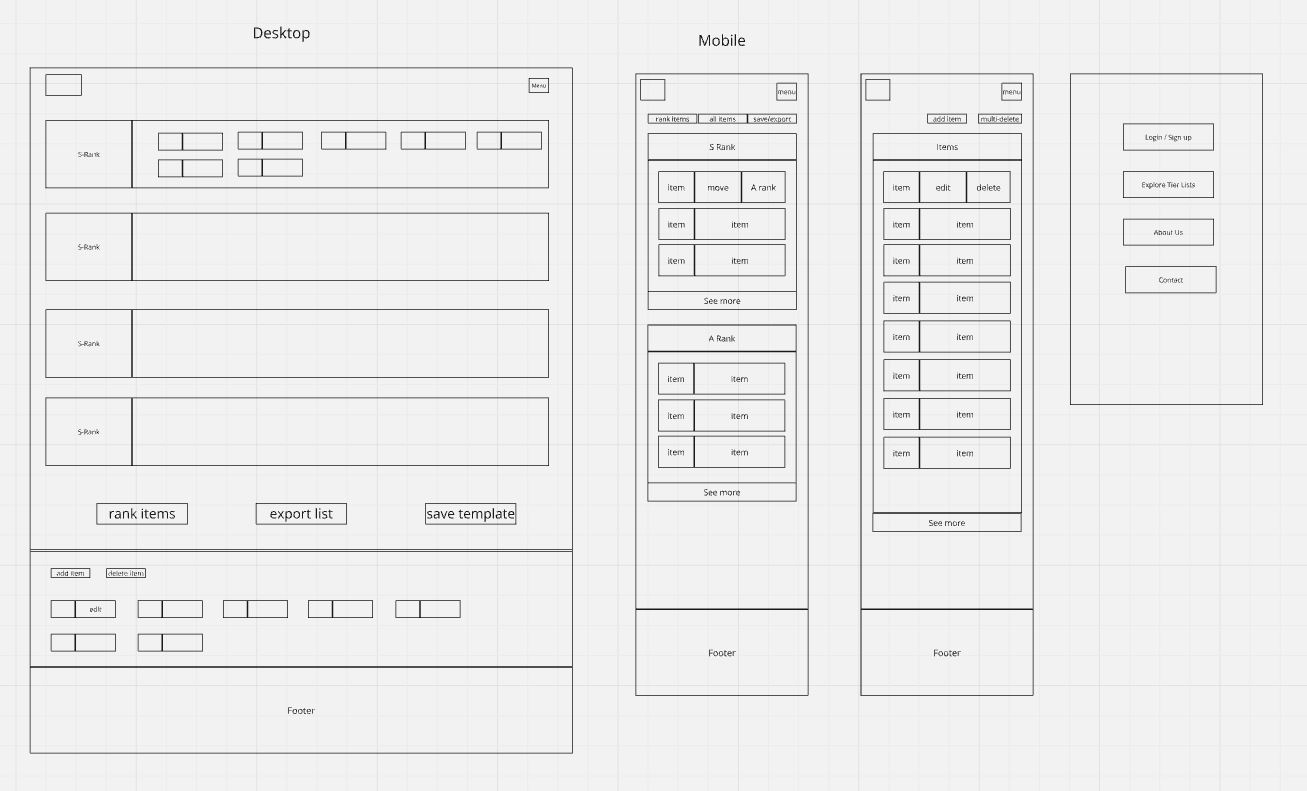 Desktop
Menu
S-Rank
S-Rank
S-Rank
S-Rank
rank items
export list
save template
add item
delete item
edit
Footer
Mobile
menu
rank items
all items
save/export
S Rank
item
move
A rank
item
item
item
item
See more
A Rank
item
item
item
item
item
item
See more
Footer
menu
add item
multi-delete
Items
item
edit
delete
item
item
item
item
item
item
item
item
item
item
item
item
item
item
See more
Footer
Login / Sign up
Explore Tier Lists
About Us
Contact